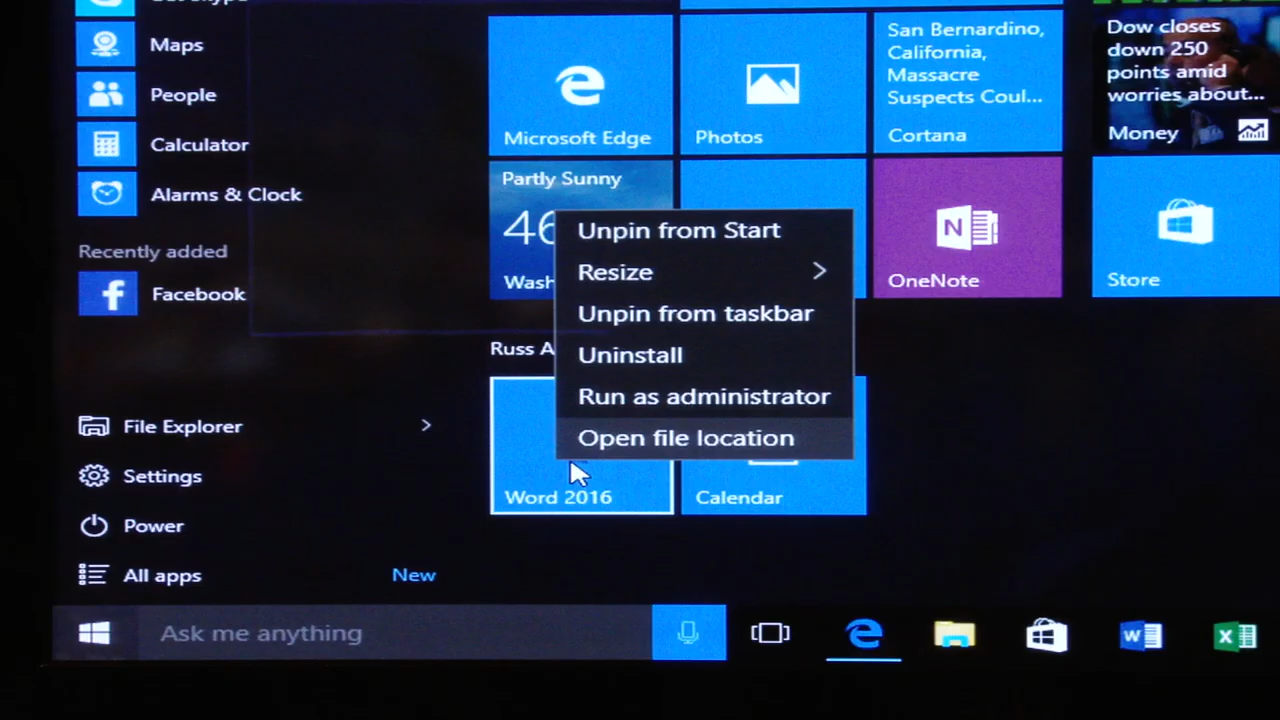 Maps
People
Calculator
Alarms & Clock
Recently added
Facebook
File Explorer
Settings
Power
All apps
New
Ask me anything
Microsoft Edge
Photos
San Bernardino,
California,
Massacre
Suspects Coul...
Cortana
Dow closes
down 250
points amid
worries about...
Money
Partly Sunny
46
Wash
OneNote
Store
Russ A
Word 2016
Calendar
Unpin from Start
Resize
Unpin from taskbar
Uninstall
Run as administrator
Open file location